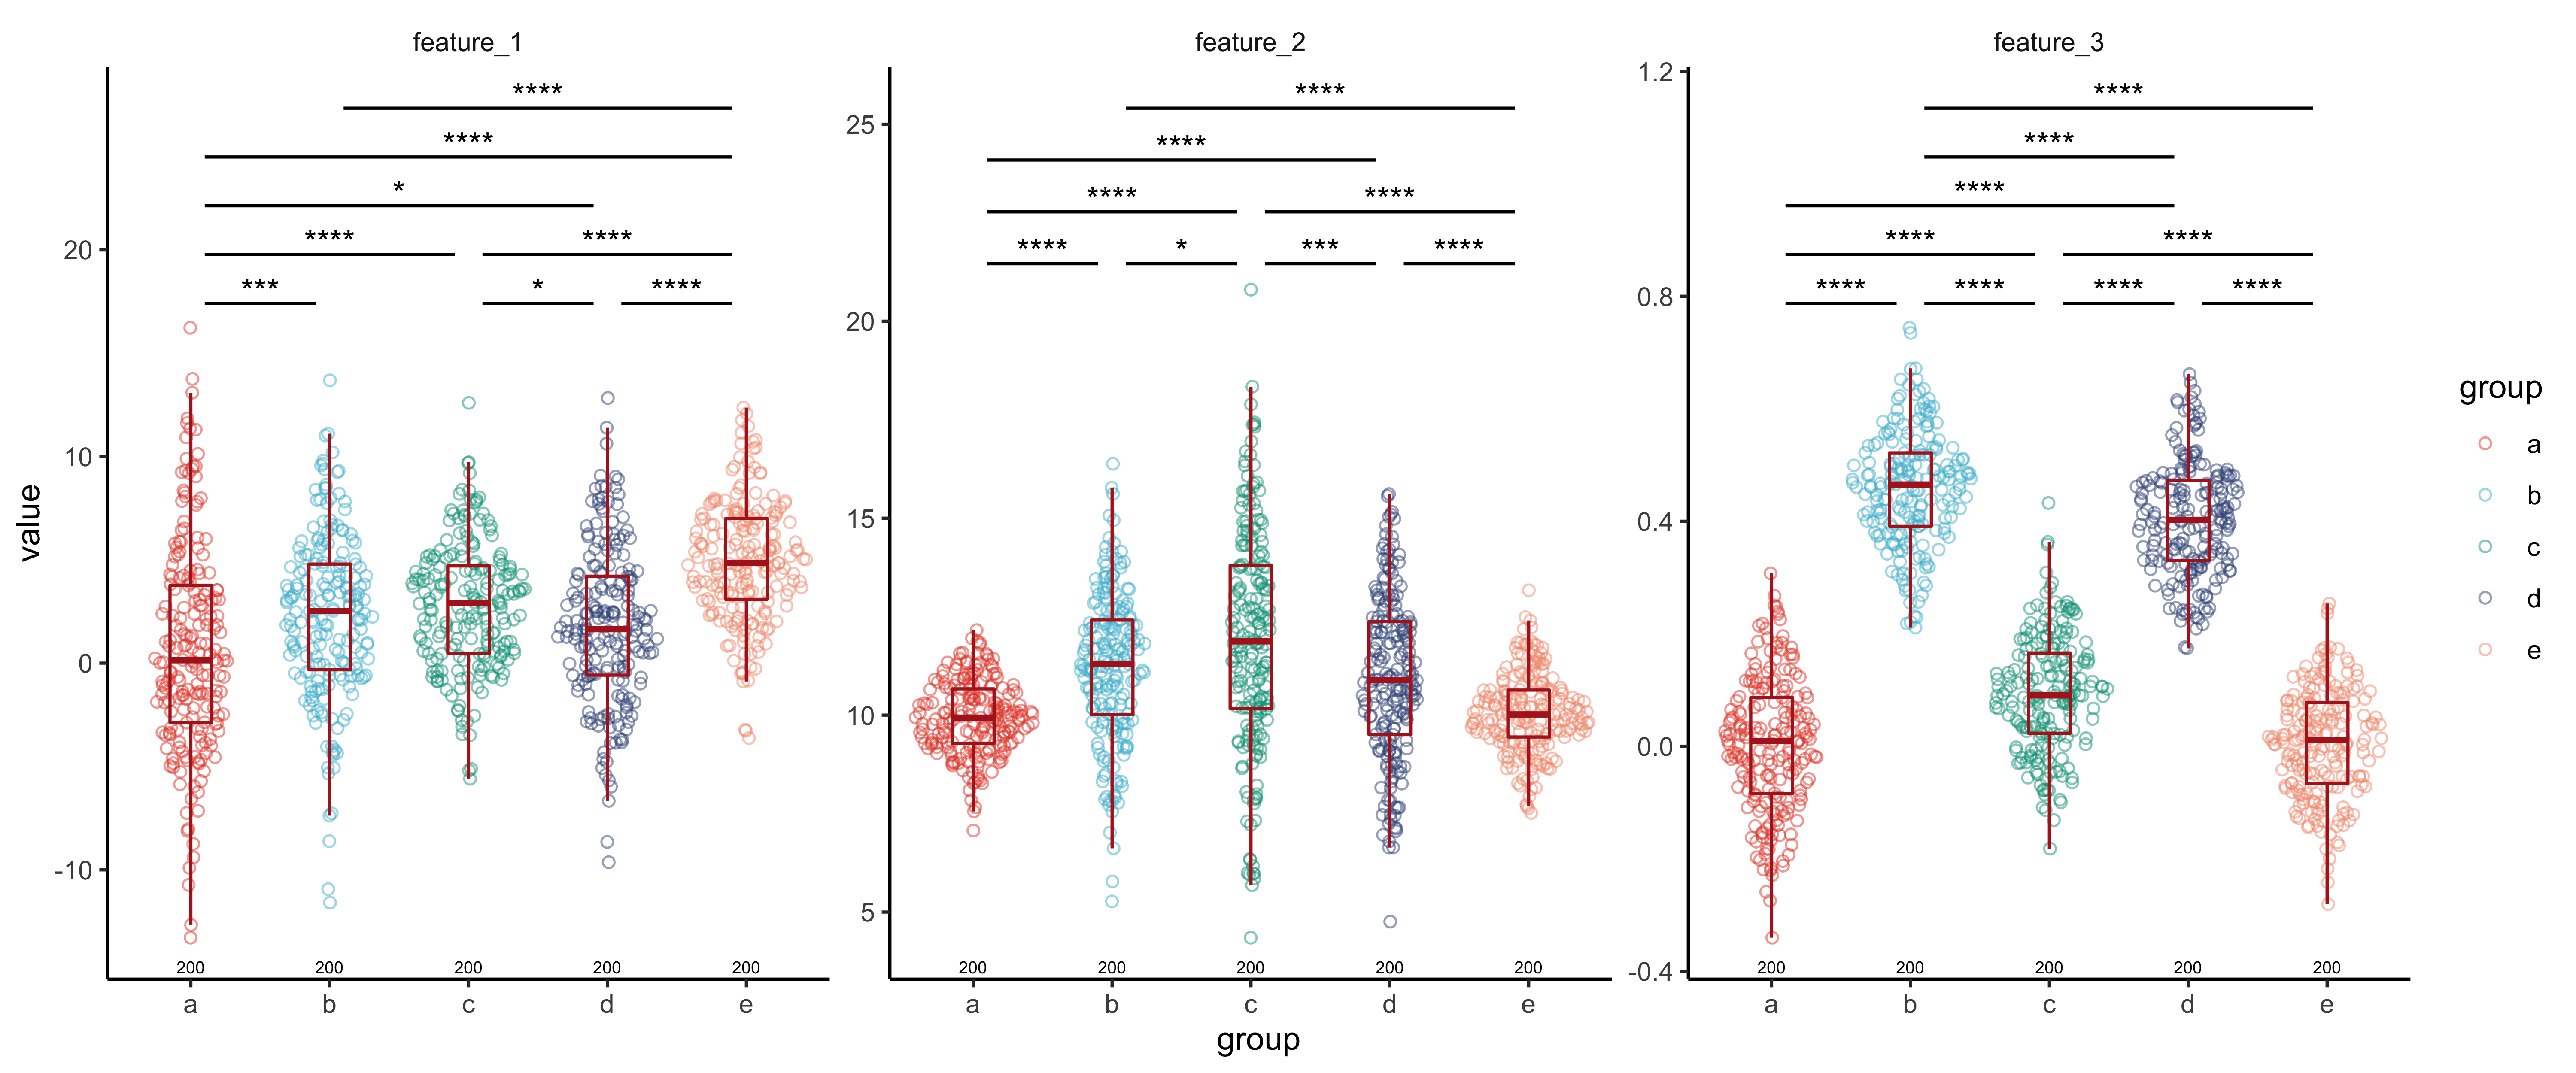 feature_1 feature_2 feature_3
**** **** ****
**** **** ****
* **** **** ****
**** **** **** ****
*** * **** **** * *** **** **** **** **** ****
value
20
10
0
-10
25
20
15
10
5
1.2
0.8
0.4
0.0
-0.4
200 200 200 200 200
200 200 200 200 200
200 200 200 200 200
a b c d e
a b c d e
a b c d e
group
group
a
b
c
d
e